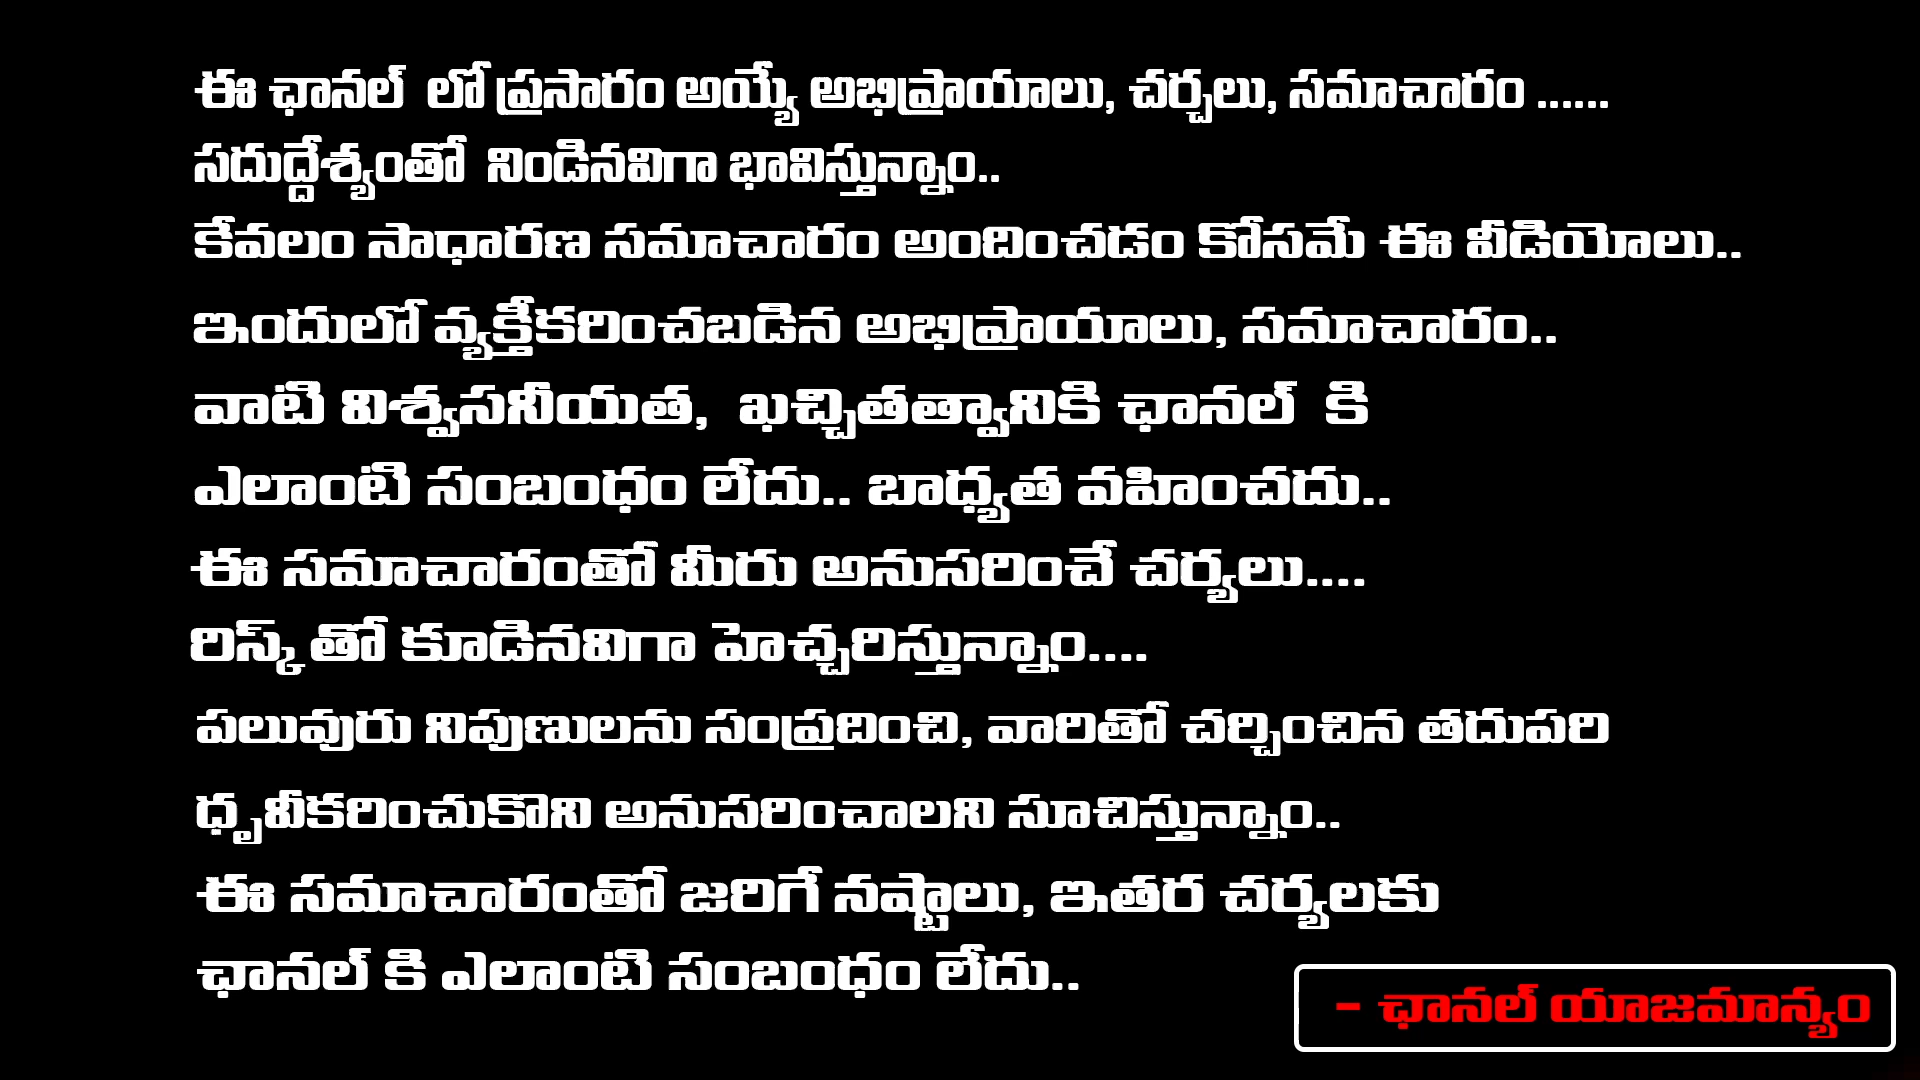 ఈ ఛానల్ లో ప్రసారం అయ్యే అభిప్రాయాలు, చర్చలు, సమాచారం ......
సదుద్దేశ్యంతో నిండినవిగా భావిస్తున్నాం..
కేవలం సాధారణ సమాచారం అందించడం కోసమే ఈ వీడియోలు..
ఇందులో వ్యక్తీకరించబడిన అభిప్రాయాలు, సమాచారం..
వాటి విశ్వసనీయత, ఖచ్చితత్వానికి ఛానల్ కి
ఎలాంటి సంబంధం లేదు.. బాధ్యత వహించదు..
ఈ సమాచారంతో మీరు అనుసరించే చర్యలు....
రిస్క్ తో కూడినవిగా హెచ్చరిస్తున్నాం....
పలువురు నిపుణులను సంప్రదించి, వారితో చర్చించిన తదుపరి
ధృవీకరించుకొని అనుసరించాలని సూచిస్తున్నాం..
ఈ సమాచారంతో జరిగే నష్టాలు, ఇతర చర్యలకు
ఛానల్ కి ఎలాంటి సంబంధం లేదు..
- ఛానల్ యాజమాన్యం